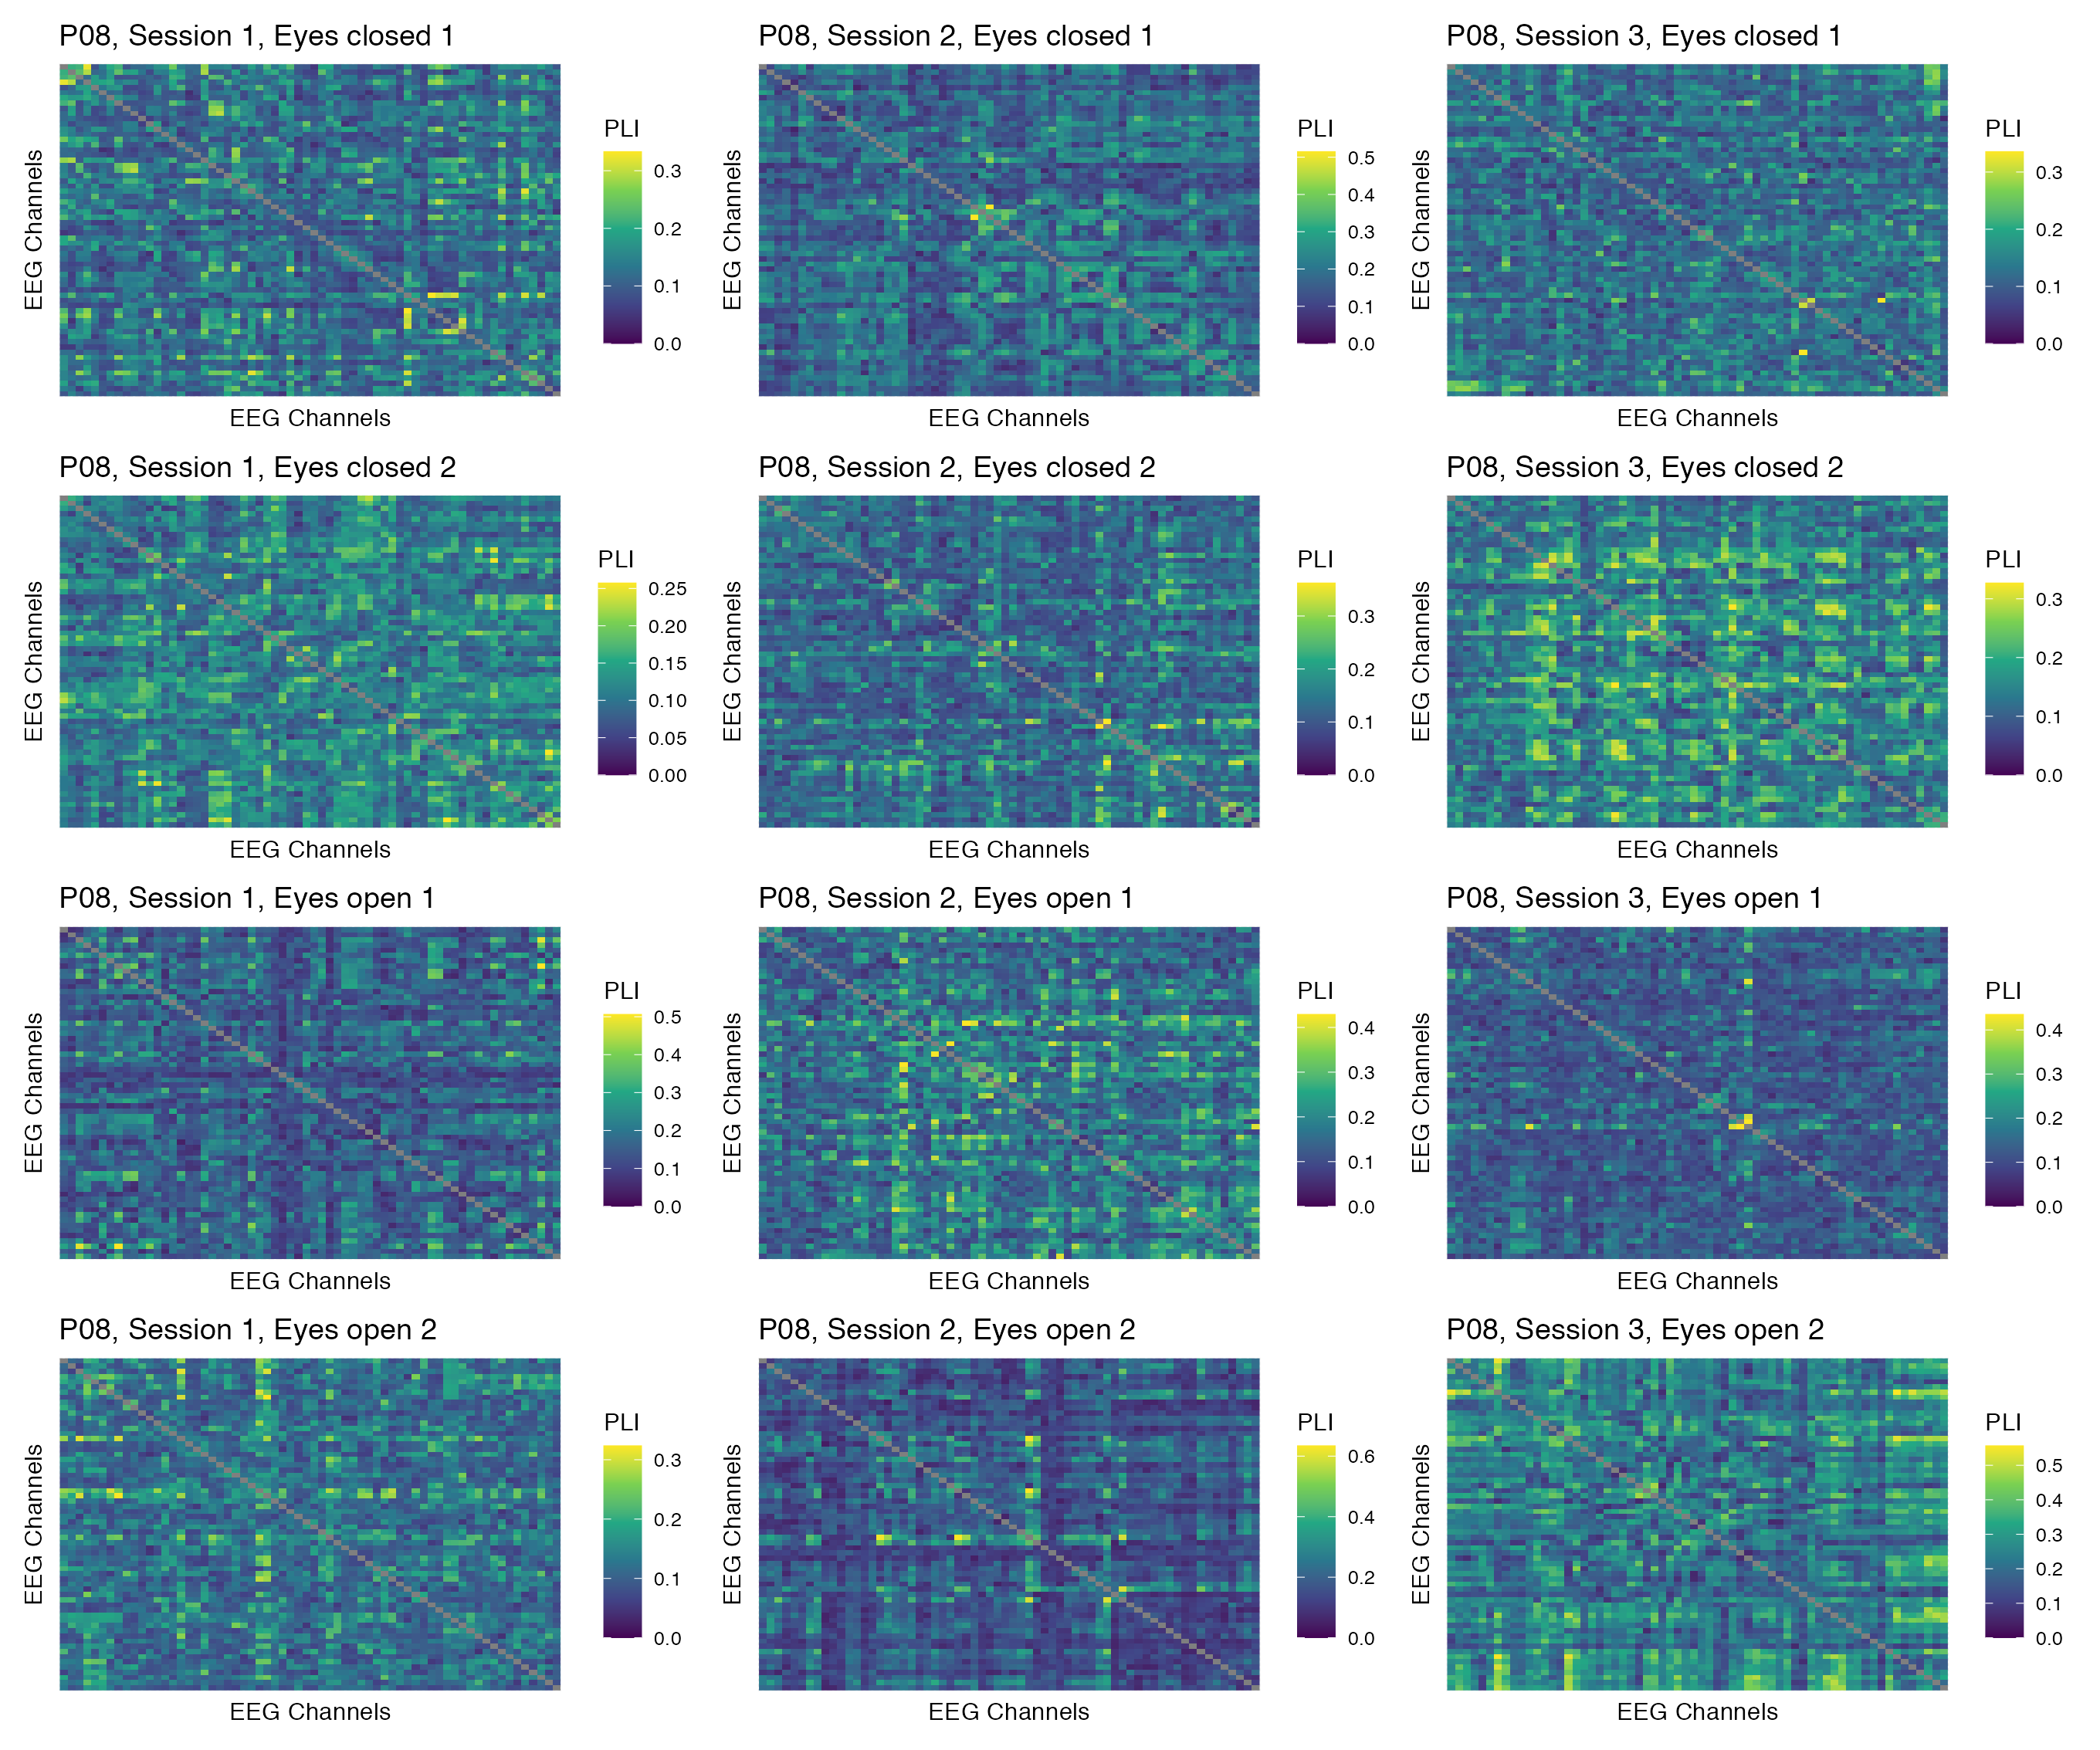 P08, Session 1, Eyes closed 1
P08, Session 2, Eyes closed 1
P08, Session 3, Eyes closed 1
EEG Channels
EEG Channels
PLI
0.3
0.2
0.1
0.0
EEG Channels
EEG Channels
PLI
0.5
0.4
0.3
0.2
0.1
0.0
EEG Channels
EEG Channels
PLI
0.3
0.2
0.1
0.0
P08, Session 1, Eyes closed 2
P08, Session 2, Eyes closed 2
P08, Session 3, Eyes closed 2
EEG Channels
EEG Channels
PLI
0.25
0.20
0.15
0.10
0.05
0.00
EEG Channels
EEG Channels
PLI
0.3
0.2
0.1
0.0
EEG Channels
EEG Channels
PLI
0.3
0.2
0.1
0.0
P08, Session 1, Eyes open 1
P08, Session 2, Eyes open 1
P08, Session 3, Eyes open 1
EEG Channels
EEG Channels
PLI
0.5
0.4
0.3
0.2
0.1
0.0
EEG Channels
EEG Channels
PLI
0.4
0.3
0.2
0.1
0.0
EEG Channels
EEG Channels
PLI
0.4
0.3
0.2
0.1
0.0
P08, Session 1, Eyes open 2
P08, Session 2, Eyes open 2
P08, Session 3, Eyes open 2
EEG Channels
EEG Channels
PLI
0.3
0.2
0.1
0.0
EEG Channels
EEG Channels
PLI
0.6
0.4
0.2
0.0
EEG Channels
EEG Channels
PLI
0.5
0.4
0.3
0.2
0.1
0.0